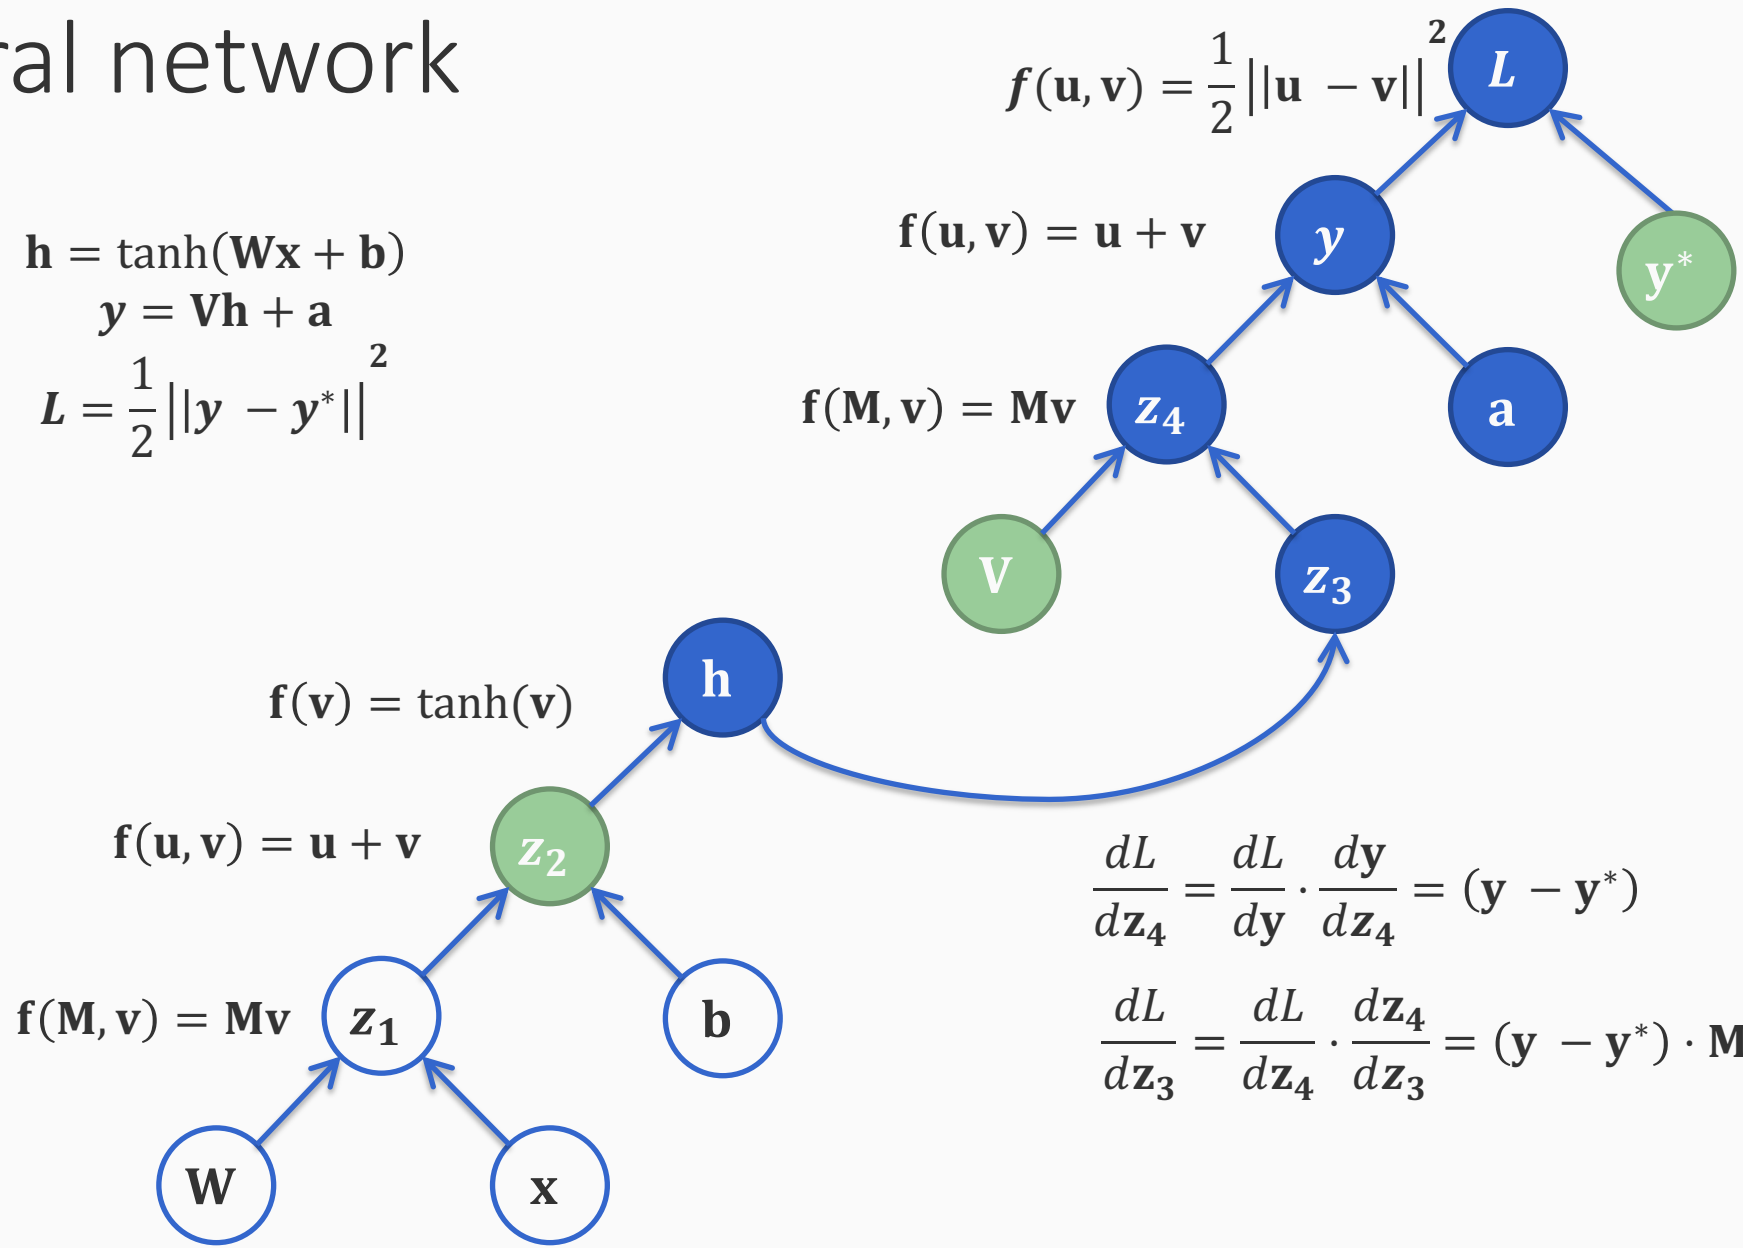 ral network
𝐡 = tanh(𝐖𝐱 + 𝐛)
𝒚 = 𝐕𝐡 + 𝐚
𝑳 = 1/2 ||𝒚 − 𝒚*||²
𝒇(𝐮, 𝐯) = 1/2 ||𝐮 − 𝐯||²
𝑳
𝐟(𝐮, 𝐯) = 𝐮 + 𝐯
𝒚
𝐲*
𝐟(𝐌, 𝐯) = 𝐌𝐯
𝒛₄
𝐚
𝐕
𝒛₃
𝐟(𝐯) = tanh(𝐯)
𝐡
𝐟(𝐮, 𝐯) = 𝐮 + 𝐯
𝒛₂
𝐟(𝐌, 𝐯) = 𝐌𝐯
𝒛₁
𝐛
𝐖
𝐱
𝑑𝐿/𝑑𝐳₄ = 𝑑𝐿/𝑑𝐲 · 𝑑𝐲/𝑑𝒛₄ = (𝐲 − 𝐲*)
𝑑𝐿/𝑑𝐳₃ = 𝑑𝐿/𝑑𝐳₄ · 𝑑𝐳₄/𝑑𝒛₃ = (𝐲 − 𝐲*) · 𝐌